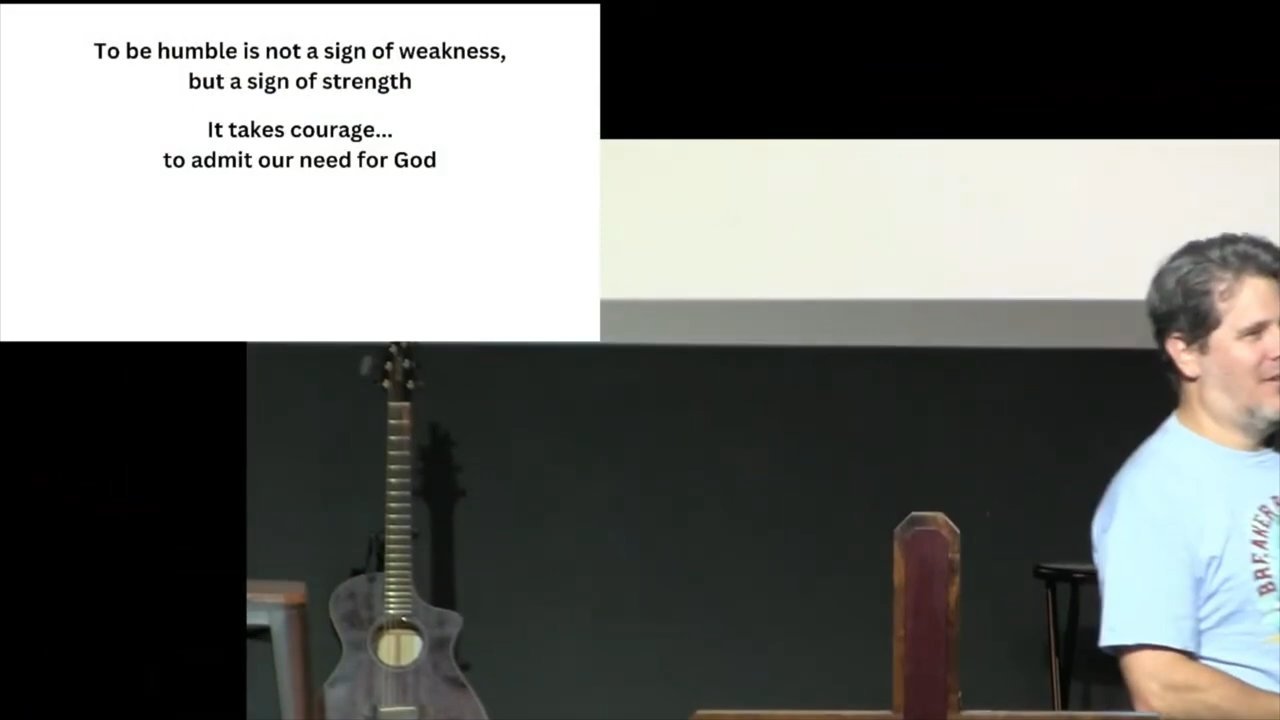 To be humble is not a sign of weakness,
but a sign of strength
It takes courage...
to admit our need for God